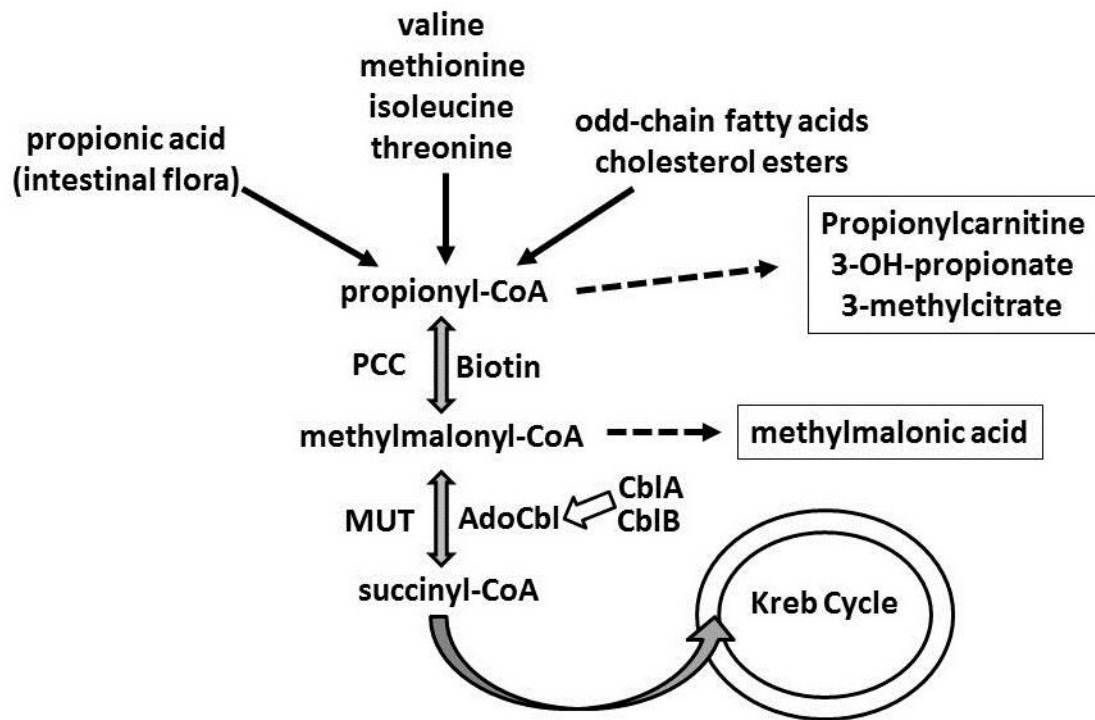 valine
methionine
isoleucine
threonine
propionic acid
(intestinal flora)
odd-chain fatty acids
cholesterol esters
propionyl-CoA
Propionylcarnitine
3-OH-propionate
3-methylcitrate
PCC
Biotin
methylmalonyl-CoA
methylmalonic acid
MUT
AdoCbl
CblA
CblB
succinyl-CoA
Kreb Cycle